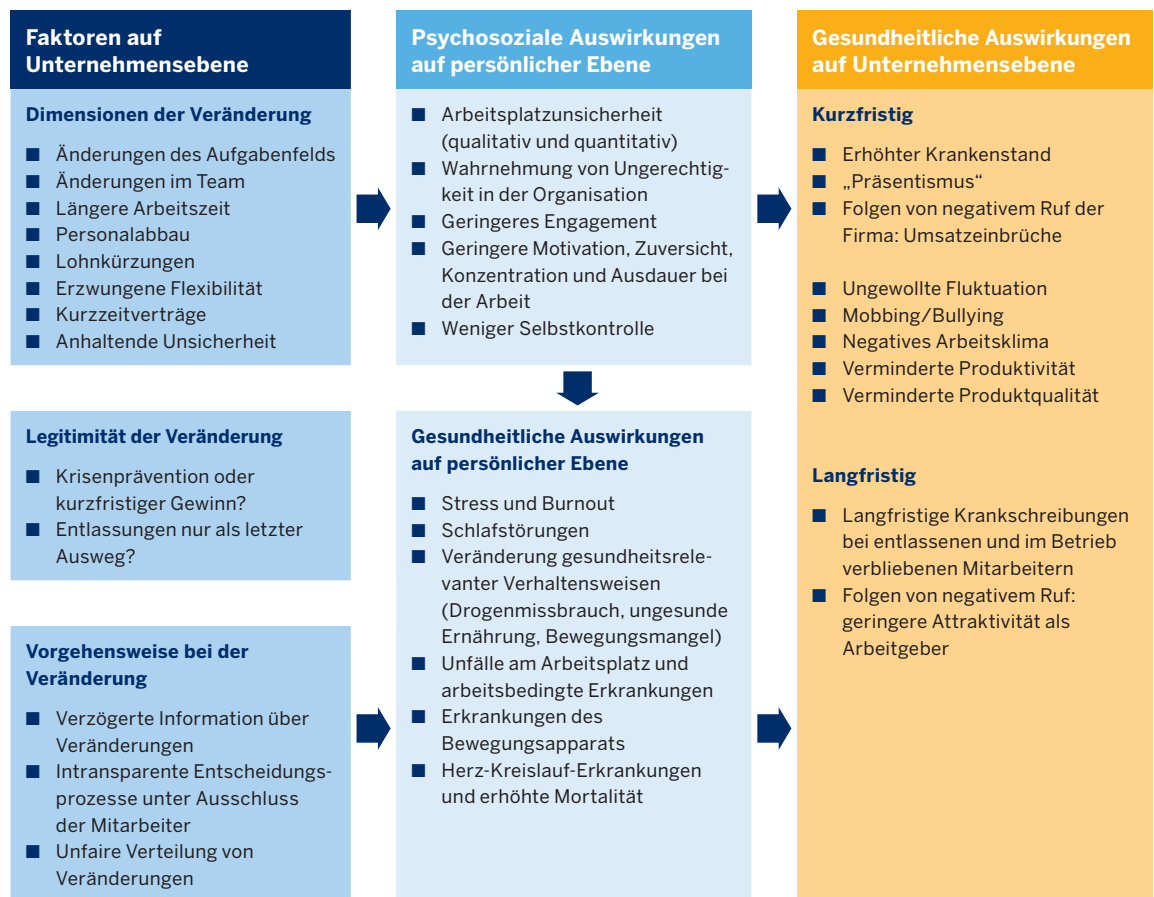 Faktoren auf
Unternehmensebene
Dimensionen der Veränderung
■ Änderungen des Aufgabenfelds
■ Änderungen im Team
■ Längere Arbeitszeit
■ Personalabbau
■ Lohnkürzungen
■ Erzwungene Flexibilität
■ Kurzzeitverträge
■ Anhaltende Unsicherheit
Legitimität der Veränderung
■ Krisenprävention oder
kurzfristiger Gewinn?
■ Entlassungen nur als letzter
Ausweg?
Vorgehensweise bei der
Veränderung
■ Verzögerte Information über
Veränderungen
■ Intransparente Entscheidungs-
prozesse unter Ausschluss
der Mitarbeiter
■ Unfaire Verteilung von
Veränderungen
Psychosoziale Auswirkungen
auf persönlicher Ebene
■ Arbeitsplatzunsicherheit
(qualitativ und quantitativ)
■ Wahrnehmung von Ungerechtig-
keit in der Organisation
■ Geringeres Engagement
■ Geringere Motivation, Zuversicht,
Konzentration und Ausdauer bei
der Arbeit
■ Weniger Selbstkontrolle
Gesundheitliche Auswirkungen
auf persönlicher Ebene
■ Stress und Burnout
■ Schlafstörungen
■ Veränderung gesundheitsrele-
vanter Verhaltensweisen
(Drogenmissbrauch, ungesunde
Ernährung, Bewegungsmangel)
■ Unfälle am Arbeitsplatz und
arbeitsbedingte Erkrankungen
■ Erkrankungen des
Bewegungsapparats
■ Herz-Kreislauf-Erkrankungen
und erhöhte Mortalität
Gesundheitliche Auswirkungen
auf Unternehmensebene
Kurzfristig
■ Erhöhter Krankenstand
■ „Präsentismus“
■ Folgen von negativem Ruf der
Firma: Umsatzeinbrüche
■ Ungewollte Fluktuation
■ Mobbing/Bullying
■ Negatives Arbeitsklima
■ Verminderte Produktivität
■ Verminderte Produktqualität
Langfristig
■ Langfristige Krankschreibungen
bei entlassenen und im Betrieb
verbliebenen Mitarbeitern
■ Folgen von negativem Ruf:
geringere Attraktivität als
Arbeitgeber